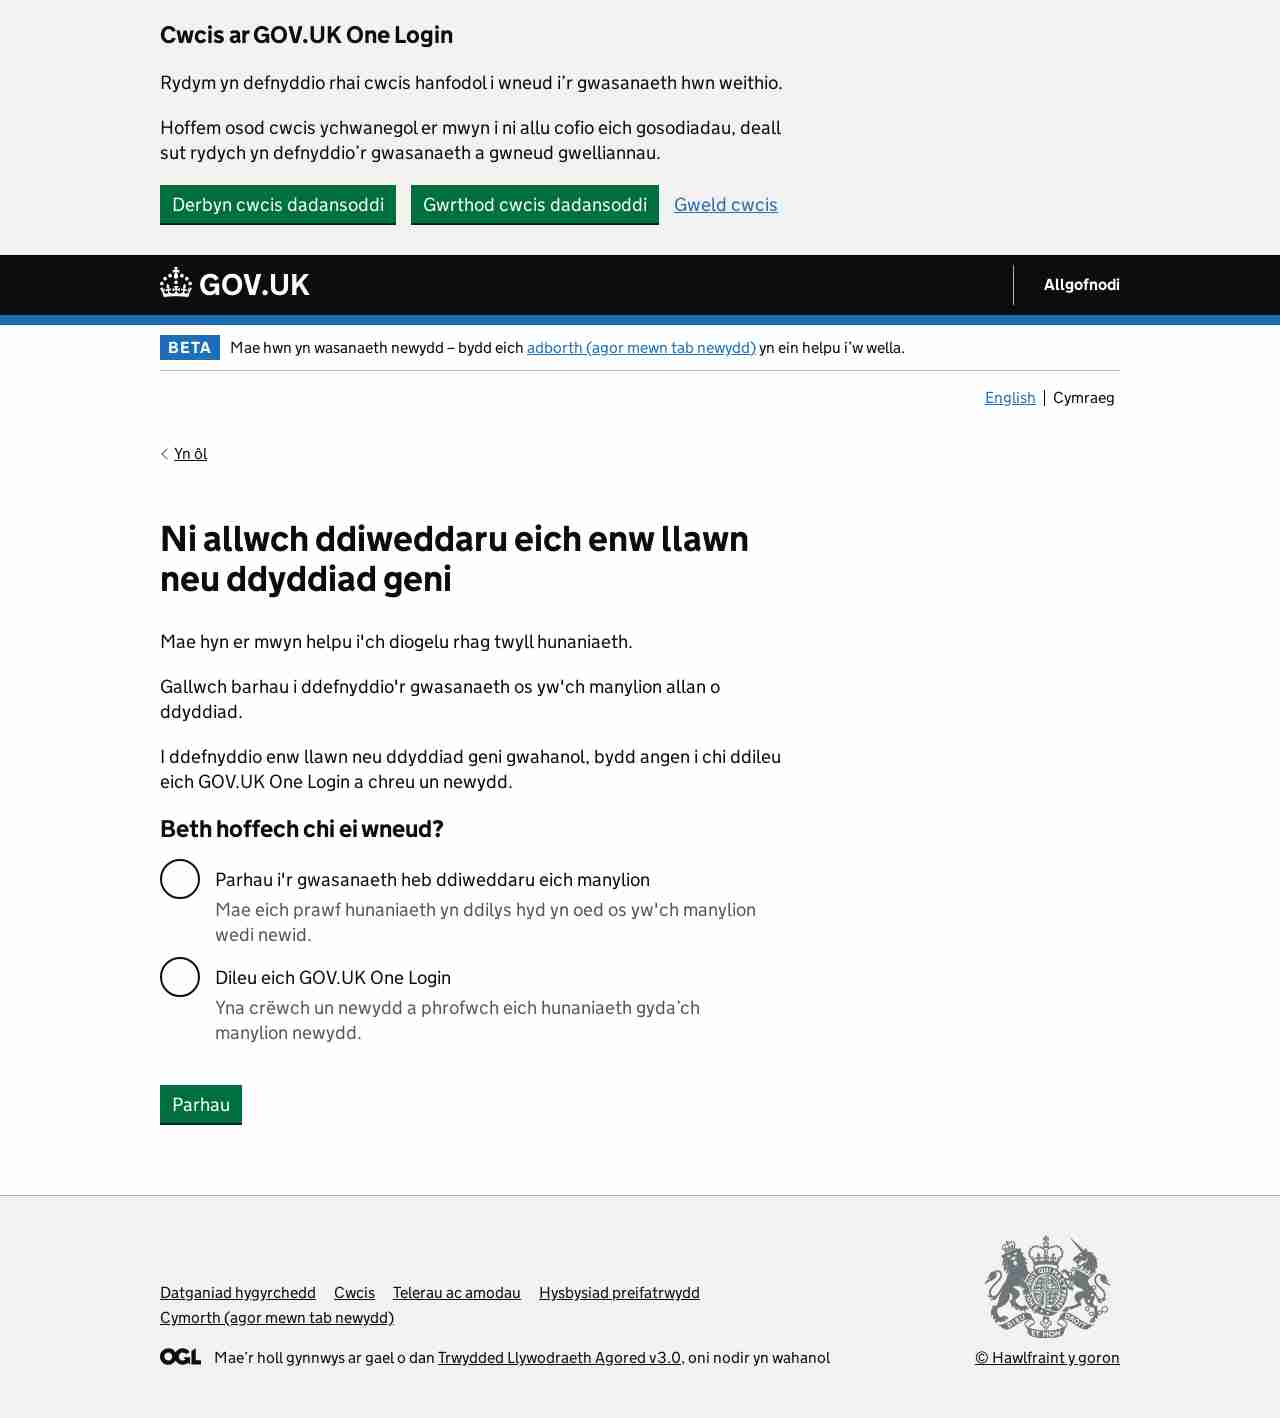 Cwcis ar GOV.UK One Login
Rydym yn defnyddio rhai cwcis hanfodol i wneud i’r gwasanaeth hwn weithio.
Hoffem osod cwcis ychwanegol er mwyn i ni allu cofio eich gosodiadau, deall
sut rydych yn defnyddio’r gwasanaeth a gwneud gwelliannau.
Derbyn cwcis dadansoddi Gwrthod cwcis dadansoddi Gweld cwcis
GOV.UK Allgofnodi
BETA Mae hwn yn wasanaeth newydd – bydd eich adborth (agor mewn tab newydd) yn ein helpu i’w wella.
English Cymraeg
Yn ôl
Ni allwch ddiweddaru eich enw llawn
neu ddyddiad geni
Mae hyn er mwyn helpu i'ch diogelu rhag twyll hunaniaeth.
Gallwch barhau i ddefnyddio'r gwasanaeth os yw'ch manylion allan o
ddyddiad.
I ddefnyddio enw llawn neu ddyddiad geni gwahanol, bydd angen i chi ddileu
eich GOV.UK One Login a chreu un newydd.
Beth hoffech chi ei wneud?
Parhau i'r gwasanaeth heb ddiweddaru eich manylion
Mae eich prawf hunaniaeth yn ddilys hyd yn oed os yw'ch manylion
wedi newid.
Dileu eich GOV.UK One Login
Yna crëwch un newydd a phrofwch eich hunaniaeth gyda’ch
manylion newydd.
Parhau
Datganiad hygyrchedd Cwcis Telerau ac amodau Hysbysiad preifatrwydd
Cymorth (agor mewn tab newydd)
OGL Mae’r holl gynnwys ar gael o dan Trwydded Llywodraeth Agored v3.0, oni nodir yn wahanol
DIEU ET MON DROIT
© Hawlfraint y goron